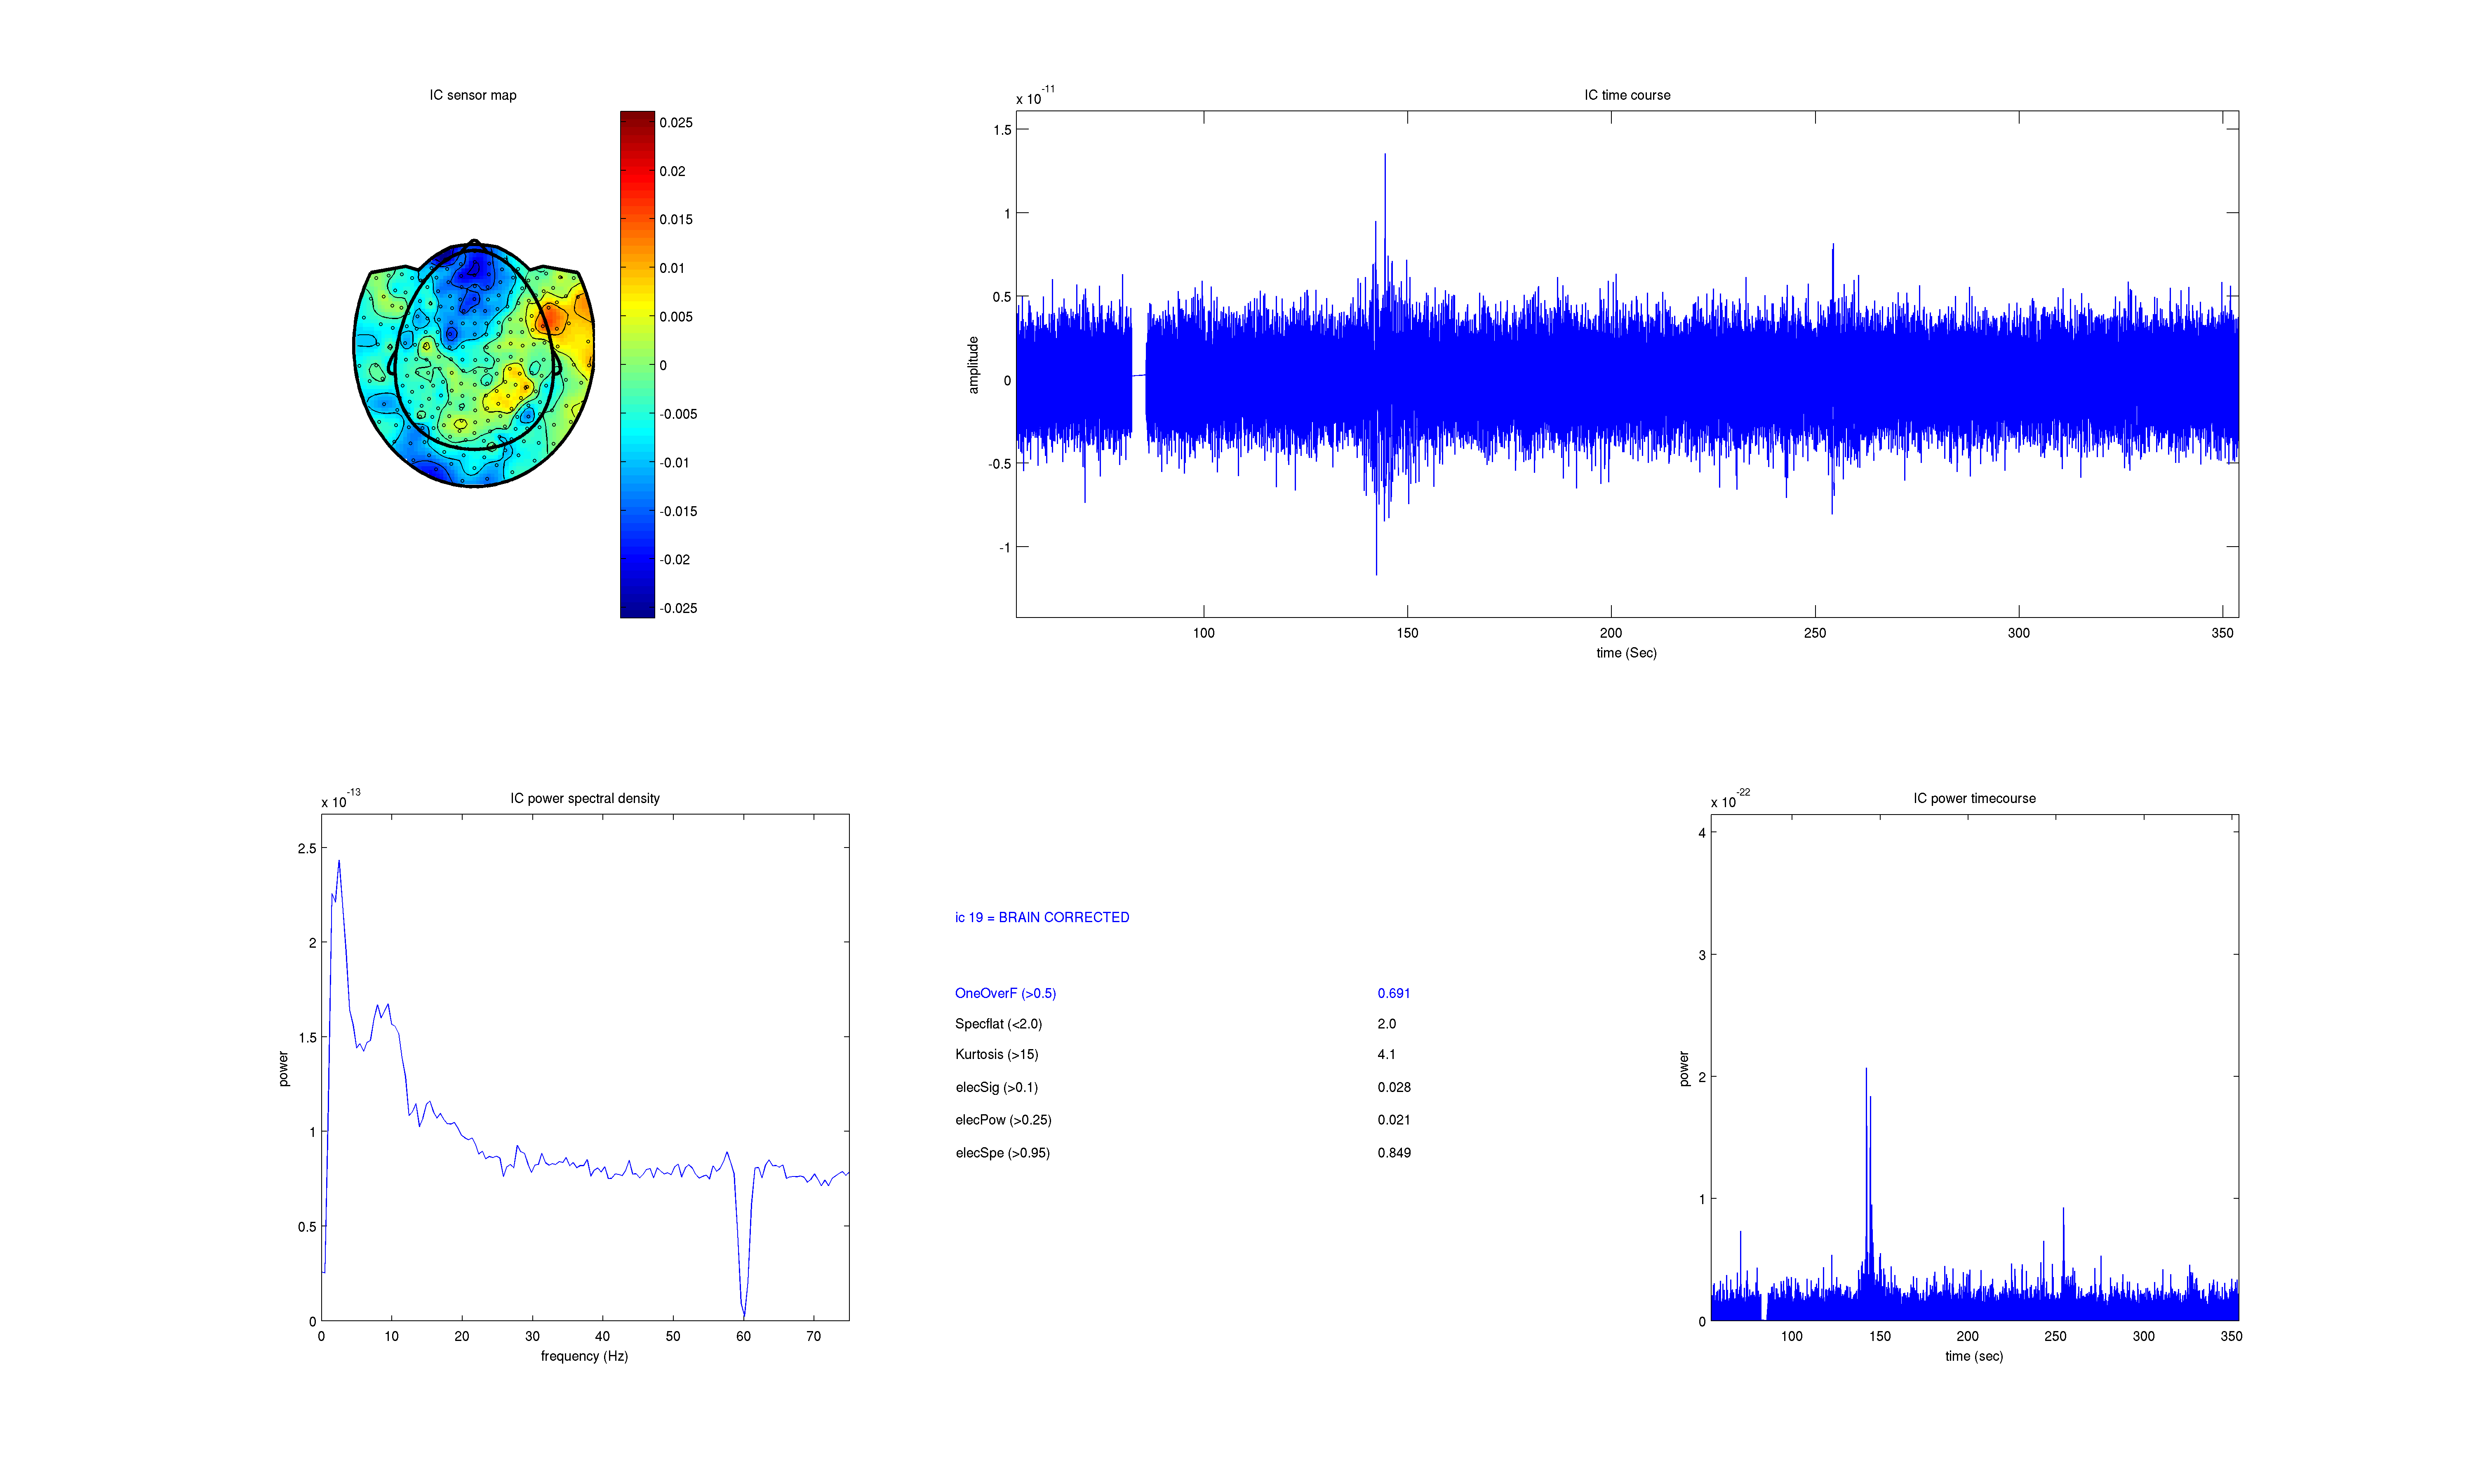 IC sensor map
0.025
0.02
0.015
0.01
0.005
0
-0.005
-0.01
-0.015
-0.02
-0.025
IC time course
x 10-11
1.5
1
0.5
0
-0.5
-1
amplitude
100 150 200 250 300 350
time (Sec)
IC power spectral density
x 10-13
2.5
2
1.5
1
0.5
0
power
0 10 20 30 40 50 60 70
frequency (Hz)
ic 19 = BRAIN CORRECTED
OneOverF (>0.5) 0.691
Specflat (<2.0) 2.0
Kurtosis (>15) 4.1
elecSig (>0.1) 0.028
elecPow (>0.25) 0.021
elecSpe (>0.95) 0.849
IC power timecourse
x 10-22
4
3
2
1
0
power
100 150 200 250 300 350
time (sec)